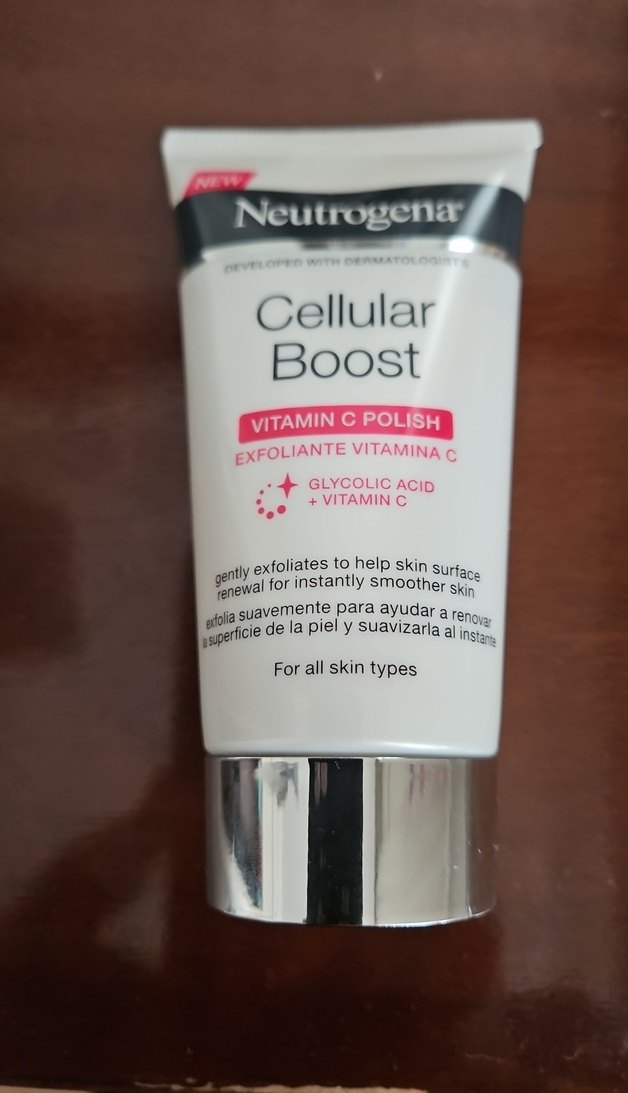 NEW
Neutrogena®
DEVELOPED WITH DERMATOLOGISTS
Cellular
Boost
VITAMIN C POLISH
EXFOLIANTE VITAMINA C
GLYCOLIC ACID
+ VITAMIN C
gently exfoliates to help skin surface
renewal for instantly smoother skin
exfolia suavemente para ayudar a renovar
la superficie de la piel y suavizarla al instante
For all skin types